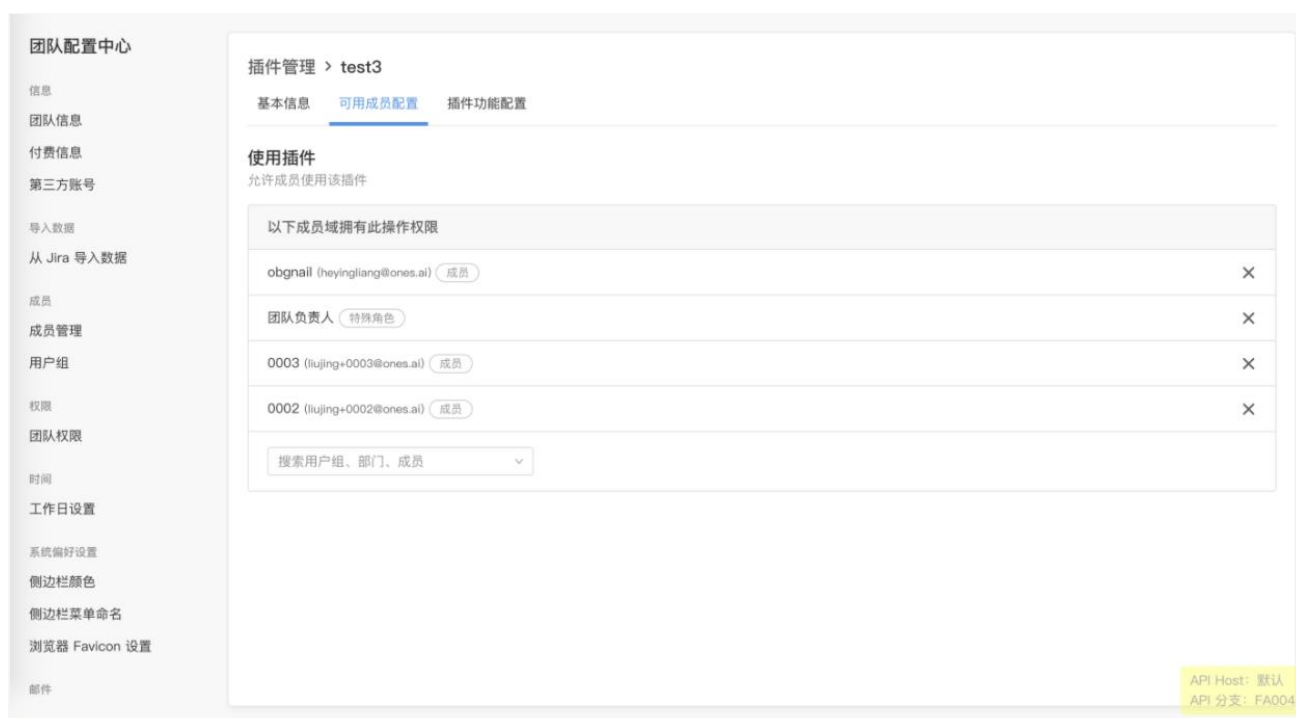 团队配置中心
信息
团队信息
付费信息
第三方账号
导入数据
从 Jira 导入数据
成员
成员管理
用户组
权限
团队权限
时间
工作日设置
系统偏好设置
侧边栏颜色
侧边栏菜单命名
浏览器 Favicon 设置
邮件
插件管理 > test3
基本信息 可用成员配置 插件功能配置
使用插件
允许成员使用该插件
以下成员域拥有此操作权限
obgnail (heyingliang@ones.ai) 成员
团队负责人 特殊角色
0003 (liujing+0003@ones.ai) 成员
0002 (liujing+0002@ones.ai) 成员
搜索用户组、部门、成员
API Host：默认
API 分支：FA004